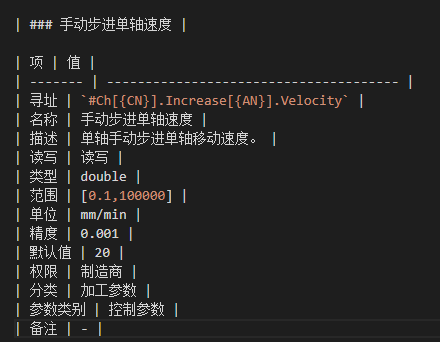 | ### 手动步进单轴速度 |
| 项 | 值 |
| ------- | ------------------------------------- |
| 寻址 | `#Ch[{CN}].Increase[{AN}].Velocity` |
| 名称 | 手动步进单轴速度 |
| 描述 | 单轴手动步进单轴移动速度。 |
| 读写 | 读写 |
| 类型 | double |
| 范围 | [0.1,100000] |
| 单位 | mm/min |
| 精度 | 0.001 |
| 默认值 | 20 |
| 权限 | 制造商 |
| 分类 | 加工参数 |
| 参数类别 | 控制参数 |
| 备注 | - |